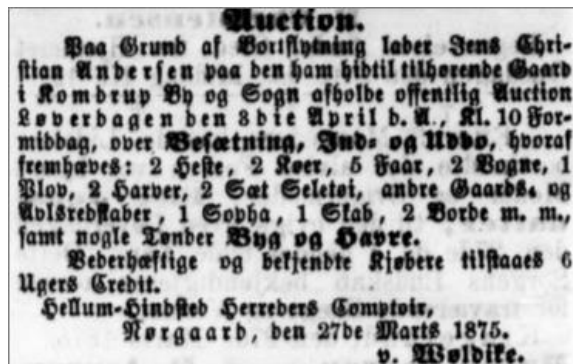 Auction.
Paa Grund af Bortflytning lader Jens Chri-
stian Andersen paa den ham hidtil tilhørende Gaard
i Komdrup By og Sogn afholde offentlig Auction
Løverdagen den 3die April d. A., Kl. 10 For-
middag, over Besætning, Ind- og Udbo, hvoraf
fremhæves: 2 Heste, 2 Køer, 5 Faar, 2 Vogne, 1
Plov, 2 Harver, 2 Sæt Seletøi, andre Gaards- og
Avlsredskaber, 1 Sopha, 1 Skab, 2 Borde m. m.,
samt nogle Tønder Byg og Havre.
Vederhæftige og bekjendte Kjøbere tilstaaes 6
Ugers Credit.
Hellum-Hindsted Herreders Comptoir,
Nørgaard, den 27de Marts 1875.
v. Woldike.